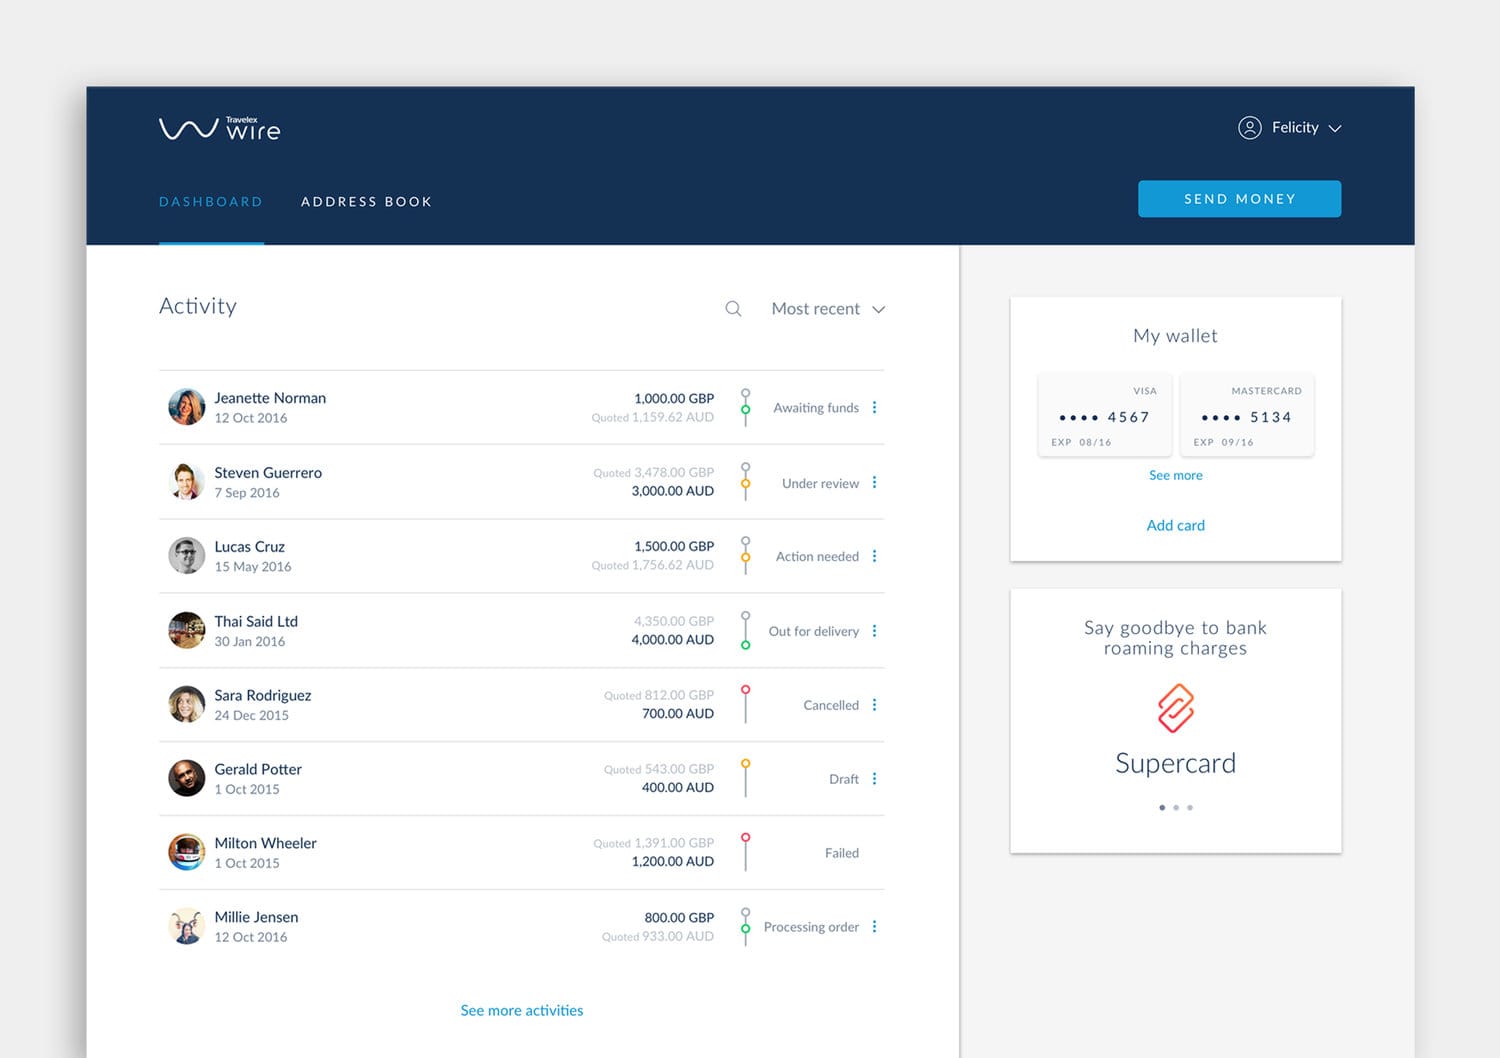 Travelex
wire
Felicity
DASHBOARD
ADDRESS BOOK
SEND MONEY
Activity
Most recent
Jeanette Norman
12 Oct 2016
1,000.00 GBP
Quoted 1,159.62 AUD
Awaiting funds
Steven Guerrero
7 Sep 2016
Quoted 3,478.00 GBP
3,000.00 AUD
Under review
Lucas Cruz
15 May 2016
1,500.00 GBP
Quoted 1,756.62 AUD
Action needed
Thai Said Ltd
30 Jan 2016
4,350.00 GBP
4,000.00 AUD
Out for delivery
Sara Rodriguez
24 Dec 2015
Quoted 812.00 GBP
700.00 AUD
Cancelled
Gerald Potter
1 Oct 2015
Quoted 543.00 GBP
400.00 AUD
Draft
Milton Wheeler
1 Oct 2015
Quoted 1,391.00 GBP
1,200.00 AUD
Failed
Millie Jensen
12 Oct 2016
800.00 GBP
Quoted 933.00 AUD
Processing order
See more activities
My wallet
VISA
•••• 4567
EXP 08/16
MASTERCARD
•••• 5134
EXP 09/16
See more
Add card
Say goodbye to bank
roaming charges
Supercard